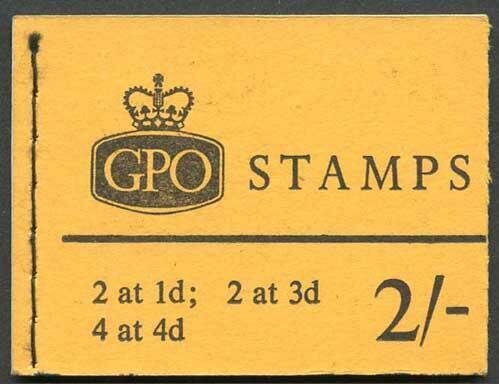 GPO STAMPS
2 at 1d; 2 at 3d
4 at 4d
2/-